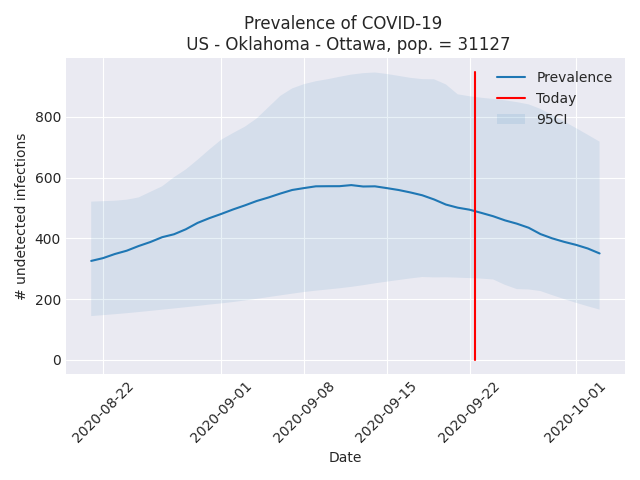 Prevalence of COVID-19
US - Oklahoma - Ottawa, pop. = 31127
Prevalence
Today
95CI
# undetected infections
800
600
400
200
0
2020-08-22
2020-09-01
2020-09-08
2020-09-15
2020-09-22
2020-10-01
Date